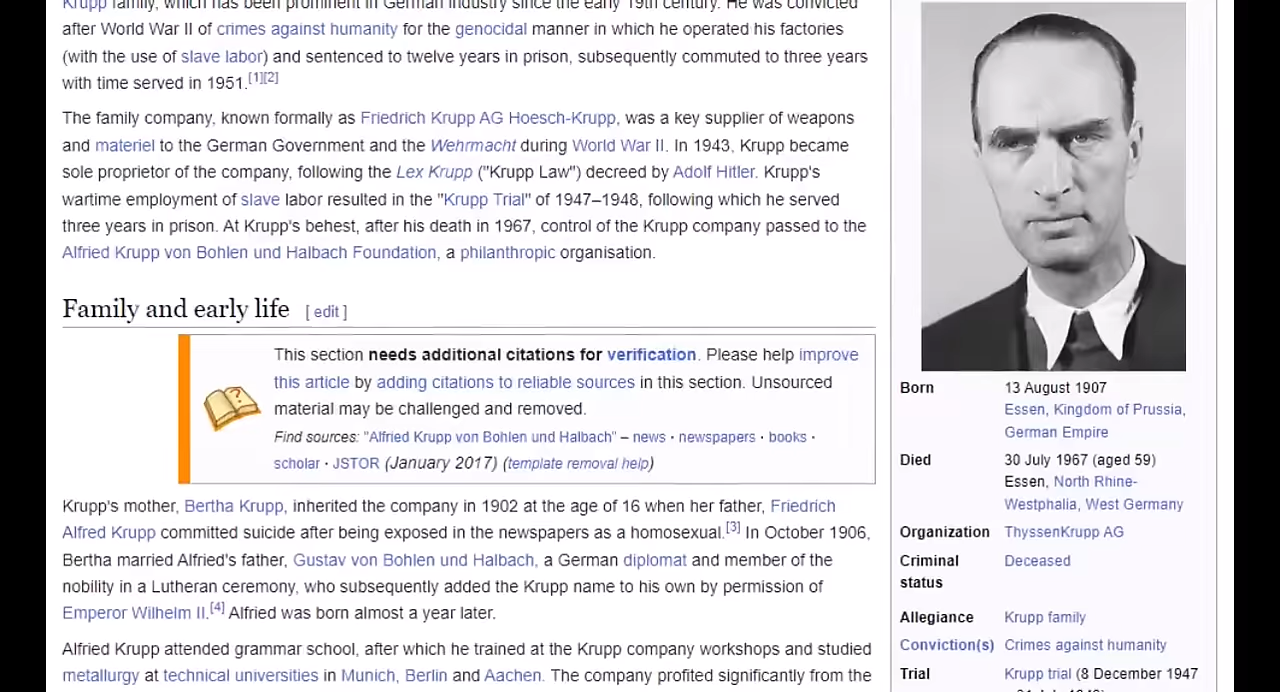 Krupp family, which has been prominent in German industry since the early 19th century. He was convicted
after World War II of crimes against humanity for the genocidal manner in which he operated his factories
(with the use of slave labor) and sentenced to twelve years in prison, subsequently commuted to three years
with time served in 1951.[1][2]
The family company, known formally as Friedrich Krupp AG Hoesch-Krupp, was a key supplier of weapons
and materiel to the German Government and the Wehrmacht during World War II. In 1943, Krupp became
sole proprietor of the company, following the Lex Krupp ("Krupp Law") decreed by Adolf Hitler. Krupp's
wartime employment of slave labor resulted in the "Krupp Trial" of 1947–1948, following which he served
three years in prison. At Krupp's behest, after his death in 1967, control of the Krupp company passed to the
Alfried Krupp von Bohlen und Halbach Foundation, a philanthropic organisation.
Family and early life [ edit ]
This section needs additional citations for verification. Please help improve
this article by adding citations to reliable sources in this section. Unsourced
material may be challenged and removed.
Find sources: "Alfried Krupp von Bohlen und Halbach" – news · newspapers · books ·
scholar · JSTOR (January 2017) (template removal help)
Krupp's mother, Bertha Krupp, inherited the company in 1902 at the age of 16 when her father, Friedrich
Alfred Krupp committed suicide after being exposed in the newspapers as a homosexual.[3] In October 1906,
Bertha married Alfried's father, Gustav von Bohlen und Halbach, a German diplomat and member of the
nobility in a Lutheran ceremony, who subsequently added the Krupp name to his own by permission of
Emperor Wilhelm II.[4] Alfried was born almost a year later.
Alfried Krupp attended grammar school, after which he trained at the Krupp company workshops and studied
metallurgy at technical universities in Munich, Berlin and Aachen. The company profited significantly from the
Born 13 August 1907
Essen, Kingdom of Prussia,
German Empire
Died 30 July 1967 (aged 59)
Essen, North Rhine-
Westphalia, West Germany
Organization ThyssenKrupp AG
Criminal Deceased
status
Allegiance Krupp family
Conviction(s) Crimes against humanity
Trial Krupp trial (8 December 1947